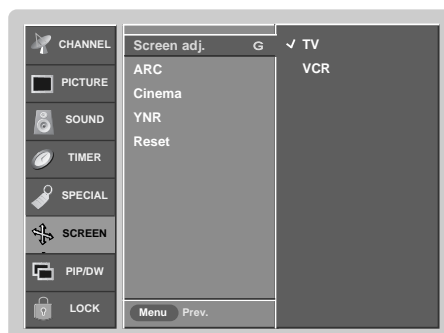 CHANNEL
PICTURE
SOUND
TIMER
SPECIAL
SCREEN
PIP/DW
LOCK
Screen adj. G
ARC
Cinema
YNR
Reset
Menu Prev.
✓ TV
VCR